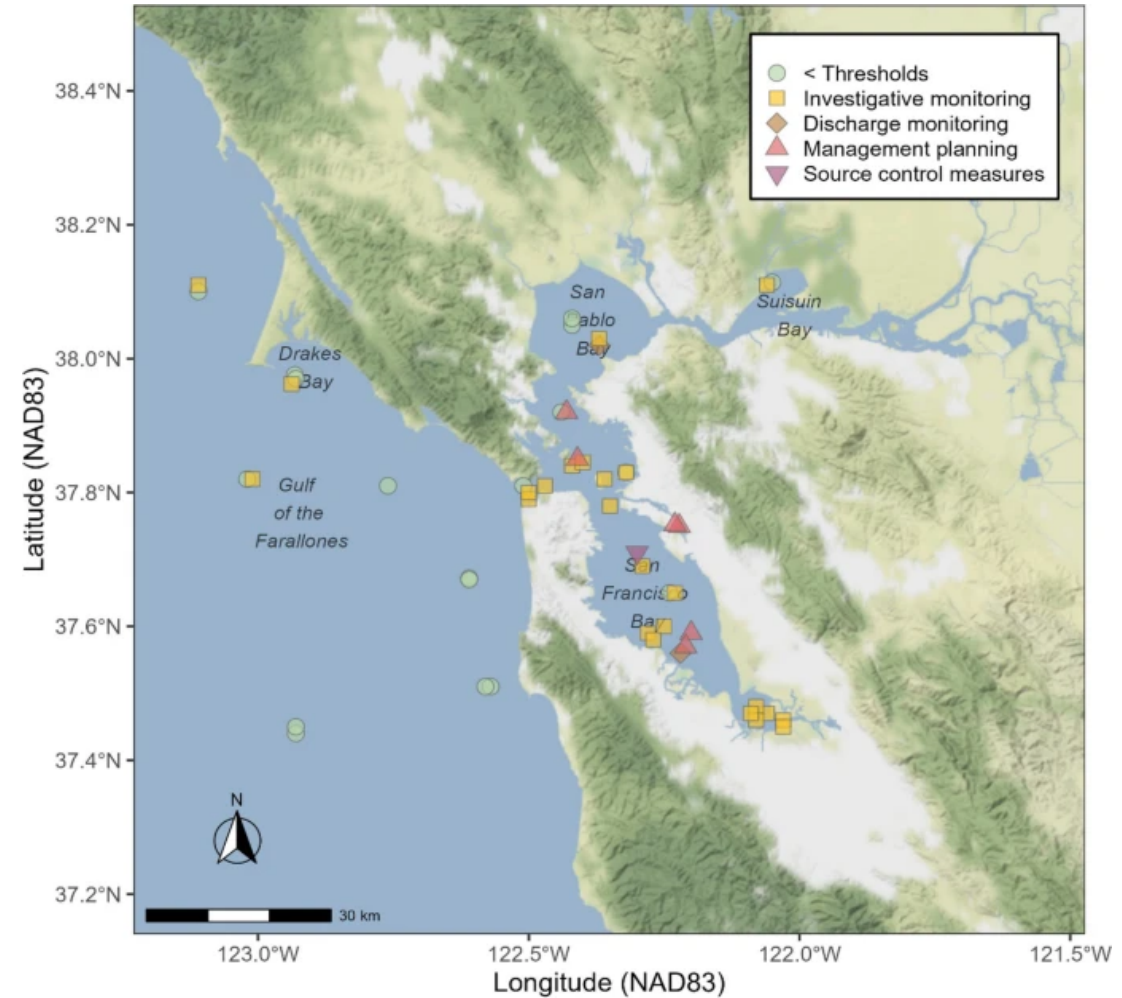 < Thresholds
Investigative monitoring
Discharge monitoring
Management planning
Source control measures
38.4°N
38.2°N
38.0°N
37.8°N
37.6°N
37.4°N
37.2°N
Latitude (NAD83)
San
ablo
Bay
Suisuin
Bay
Drakes
Bay
Gulf
of the
Farallones
San
Francisco
Ba
N
30 km
123.0°W
122.5°W
122.0°W
121.5°W
Longitude (NAD83)